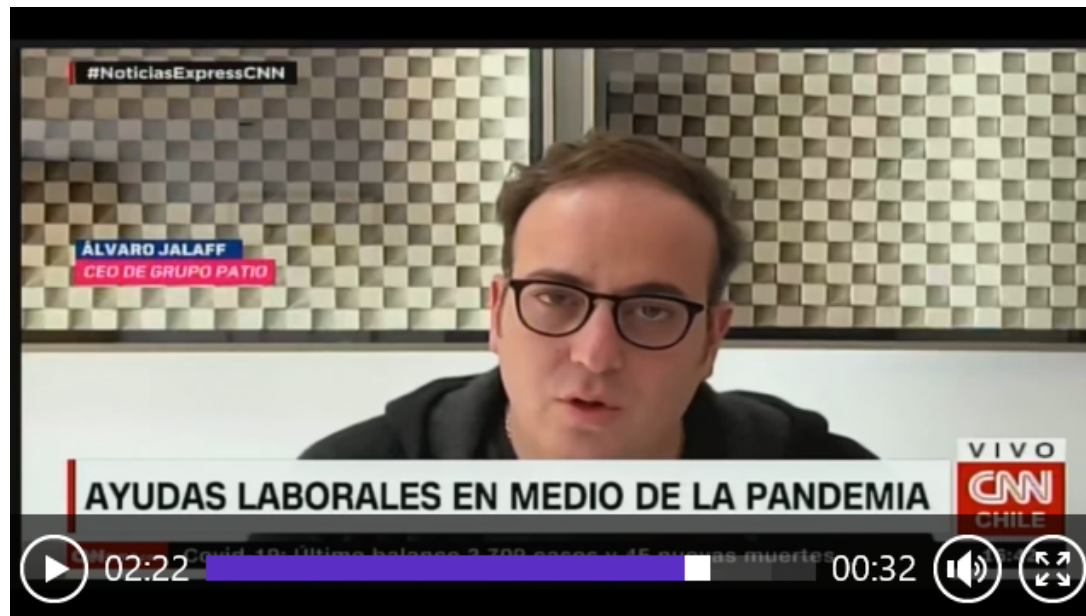 #NoticiasExpressCNN
ÁLVARO JALAFF
CEO DE GRUPO PATIO
AYUDAS LABORALES EN MEDIO DE LA PANDEMIA
VIVO
CNN
CHILE
Covid-19: Último balance 2.709 casos y 45 nuevas muertes
02:22
00:32